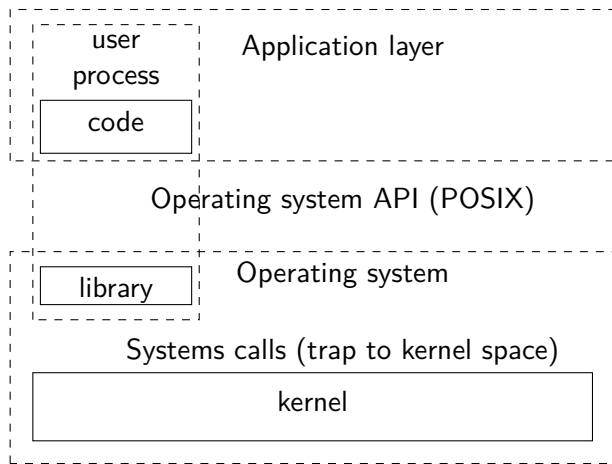 user
process
Application layer
code
Operating system API (POSIX)
Operating system
library
Systems calls (trap to kernel space)
kernel